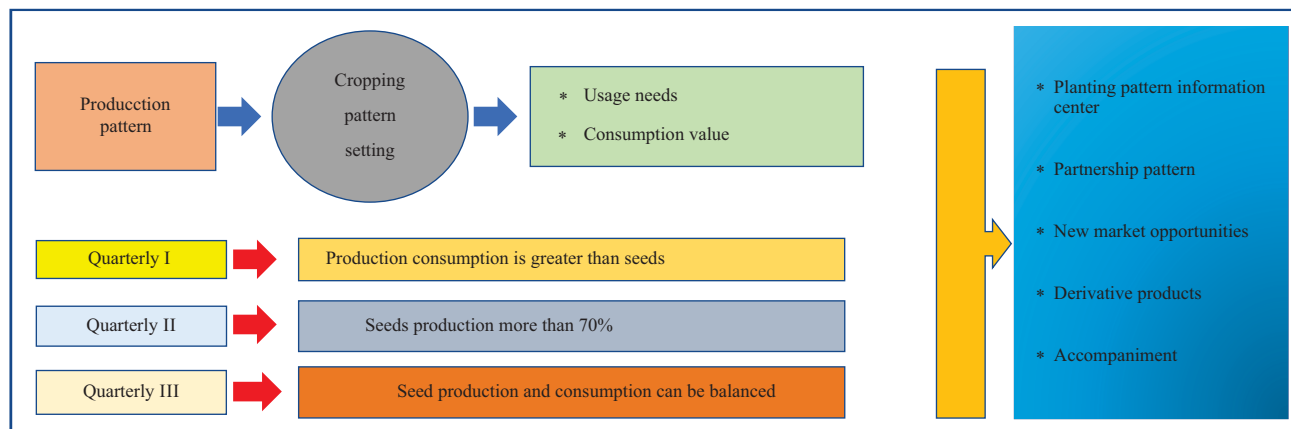 Producction
pattern
Cropping
pattern
setting
* Usage needs
* Consumption value
Quarterly I
Production consumption is greater than seeds
Quarterly II
Seeds production more than 70%
Quarterly III
Seed production and consumption can be balanced
* Planting pattern information
center
* Partnership pattern
* New market opportunities
* Derivative products
* Accompaniment